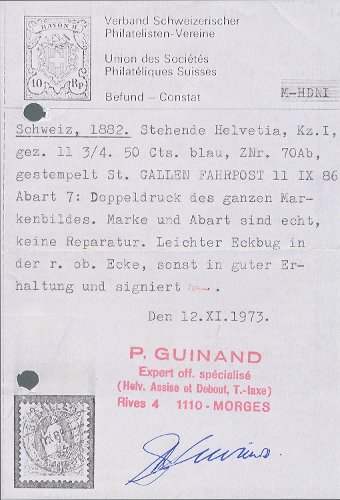 RAYON II
10 Rp
Verband Schweizerischer
Philatelisten-Vereine
Union des Sociétés
Philatéliques Suisses
Befund – Constat
M-HDNI
Schweiz, 1882. Stehende Helvetia, Kz.I,
gez. 11 3/4. 50 Cts. blau, ZNr. 70Ab,
gestempelt St. GALLEN FAHRPOST 11 IX 86
Abart 7: Doppeldruck des ganzen Mar-
kenbildes. Marke und Abart sind echt,
keine Reparatur. Leichter Eckbug in
der r. ob. Ecke, sonst in guter Er-
haltung und signiert
Den 12.XI.1973.
P. GUINAND
Expert off. spécialisé
(Helv. Assise et Debout, T.-taxe)
Rives 4 1110 - MORGES